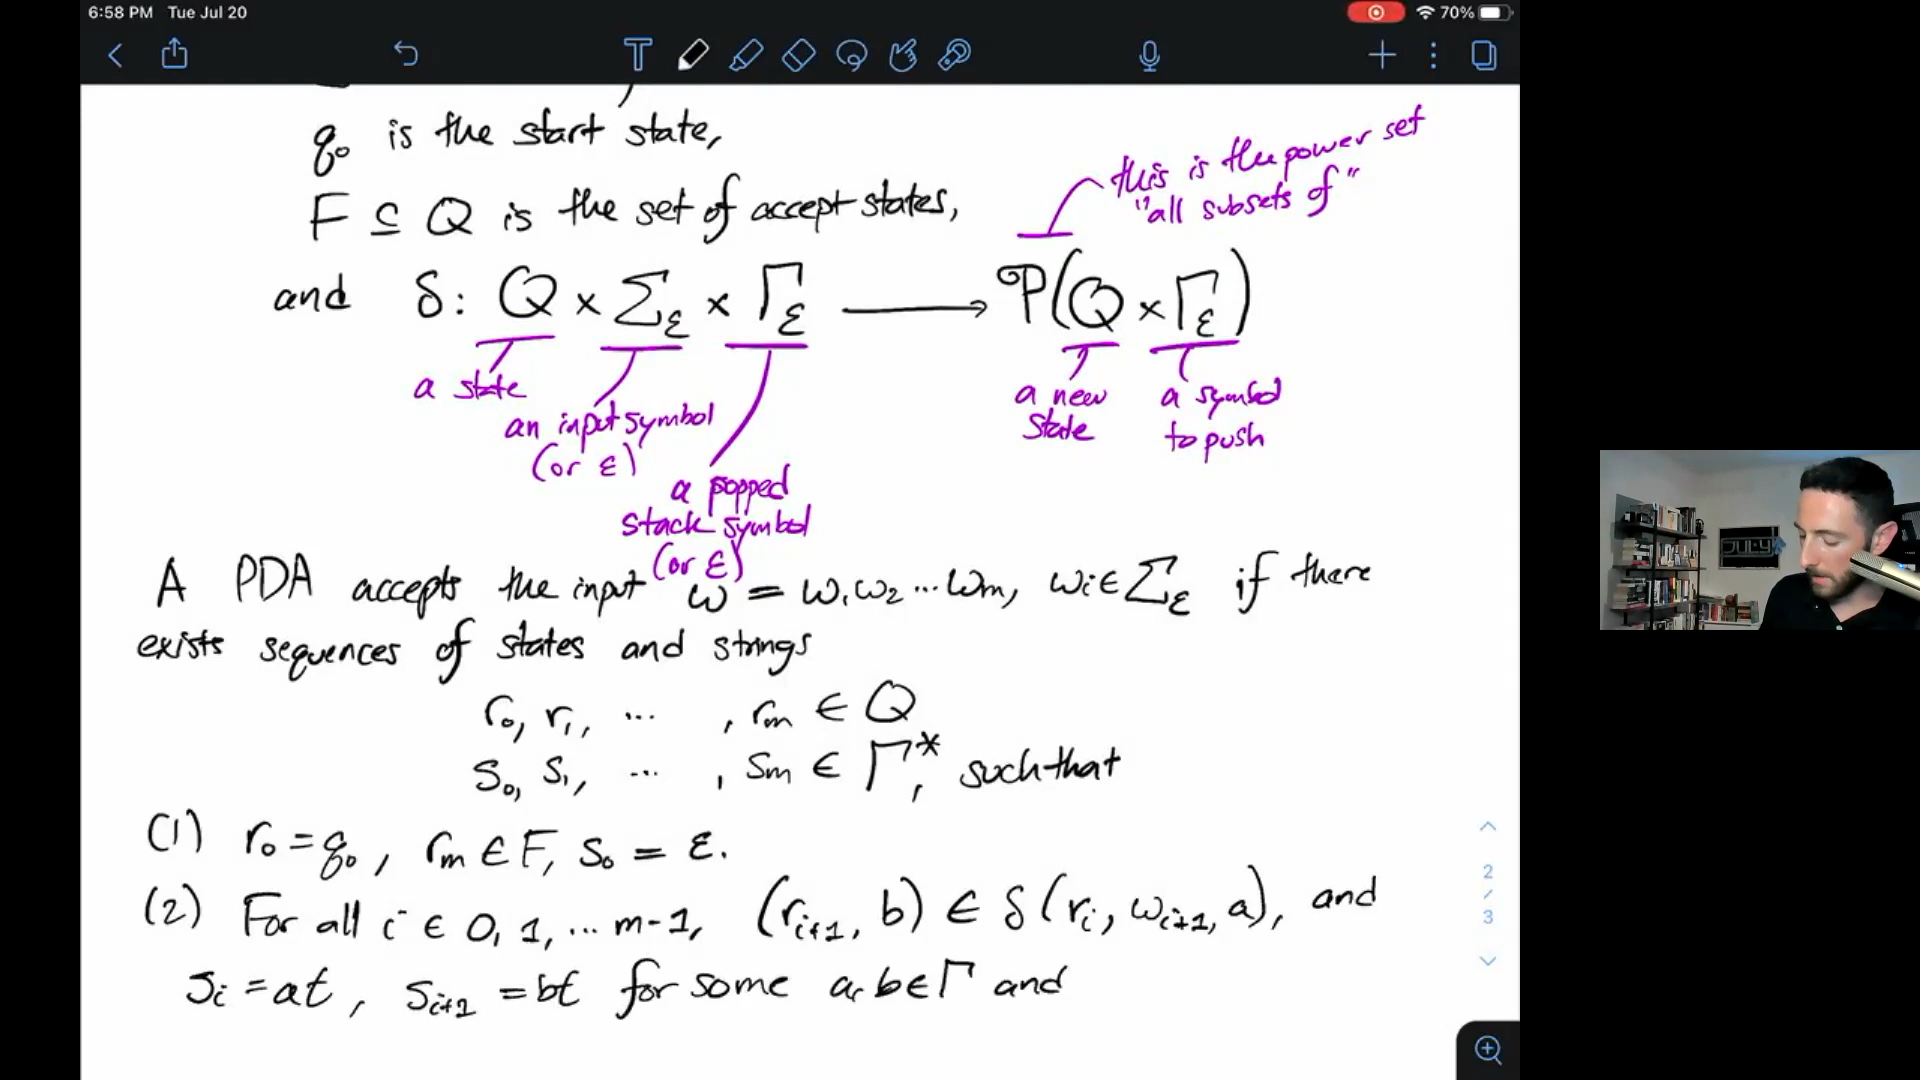 6:58 PM Tue Jul 20
70%
q₀ is the start state,
F ⊆ Q is the set of accept states,
this is the power set
"all subsets of"
and δ: Q × Σ_ε × Γ_ε ⟶ P(Q × Γ_ε)
a state
an input symbol
(or ε)
a popped
stack symbol
(or ε)
a new
state
a symbol
to push
A PDA accepts the input ω = ω₁ω₂...ωₘ, ωᵢ ∈ Σ_ε if there
exists sequences of states and strings
r₀, r₁, ... , rₘ ∈ Q
s₀, s₁, ... , sₘ ∈ Γ*, such that
(1) r₀ = q₀, rₘ ∈ F, s₀ = ε.
(2) For all i ∈ 0, 1, ... m-1, (rᵢ₊₁, b) ∈ δ(rᵢ, ωᵢ₊₁, a), and
sᵢ = at, sᵢ₊₁ = bt for some a, b ∈ Γ and
2
/
3